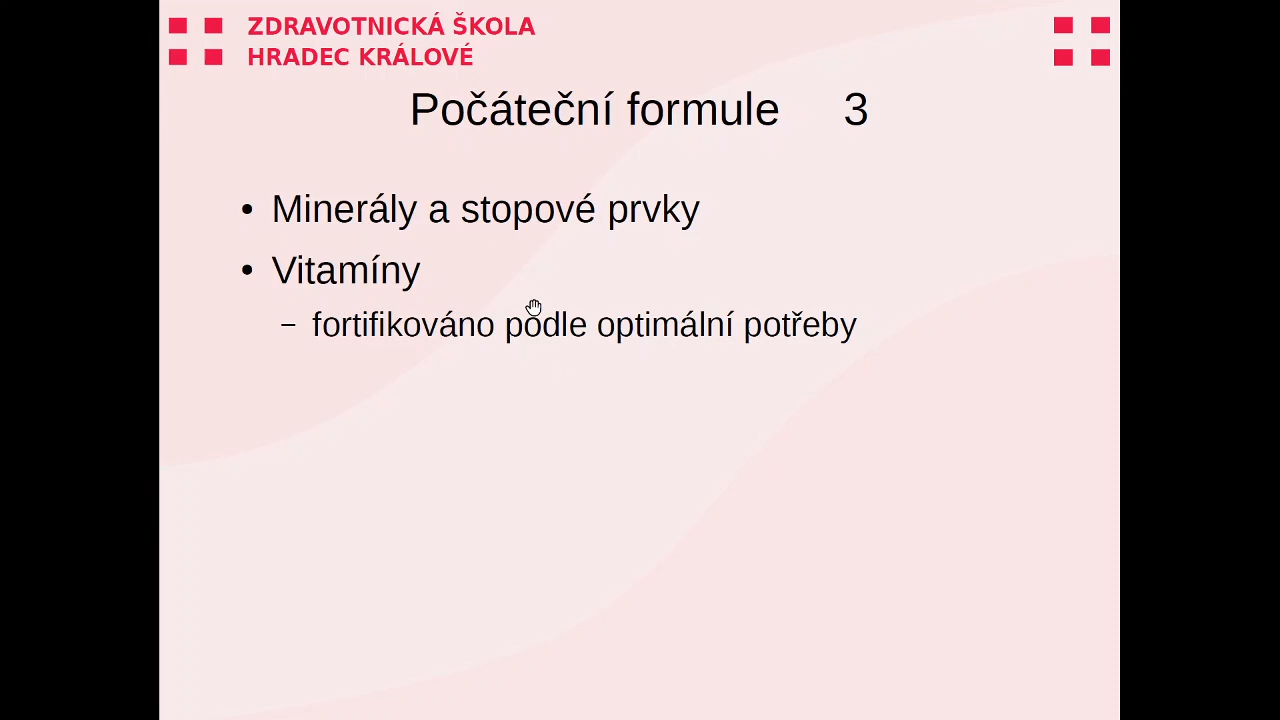 ZDRAVOTNICKÁ ŠKOLA
HRADEC KRÁLOVÉ
Počáteční formule 3
• Minerály a stopové prvky
• Vitamíny
– fortifikováno podle optimální potřeby